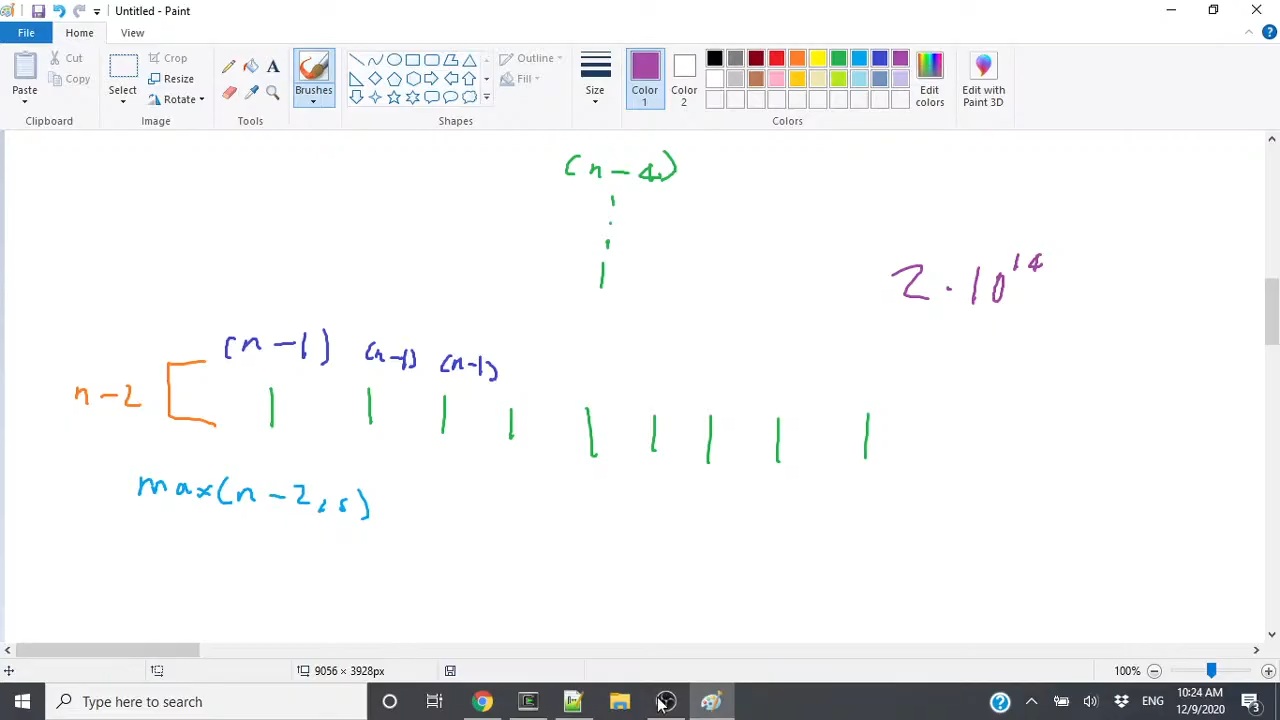 Untitled - Paint
File Home View
Paste
Cut
Copy
Clipboard
Select
Crop
Resize
Rotate
Image
Tools
Brushes
Shapes
Outline
Fill
Size
Color 1
Color 2
Edit colors
Colors
Edit with Paint 3D
(n-4)
2.10^14
(n-1) (n-1) (n-1)
n-2
max(n-2,s)
9056 × 3928px
100%
Type here to search
ENG
10:24 AM
12/9/2020
3